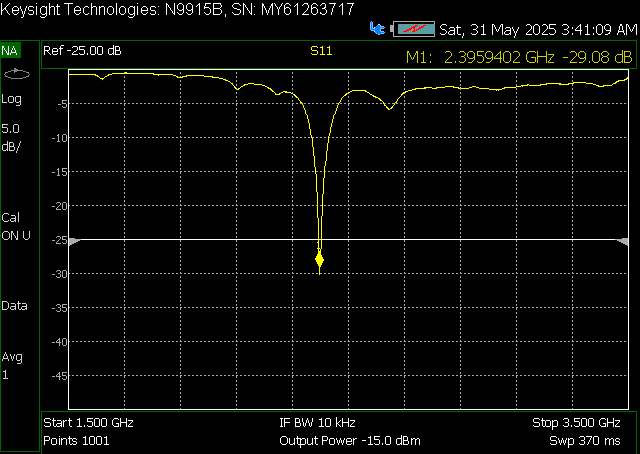 Keysight Technologies: N9915B, SN: MY61263717
Sat, 31 May 2025 3:41:09 AM
NA
Ref -25.00 dB
S11
M1: 2.3959402 GHz -29.08 dB
Log
5.0
dB/
Cal
ON U
Data
Avg
1
-5
-10
-15
-20
-25
-30
-35
-40
-45
Start 1.500 GHz
IF BW 10 kHz
Stop 3.500 GHz
Points 1001
Output Power -15.0 dBm
Swp 370 ms